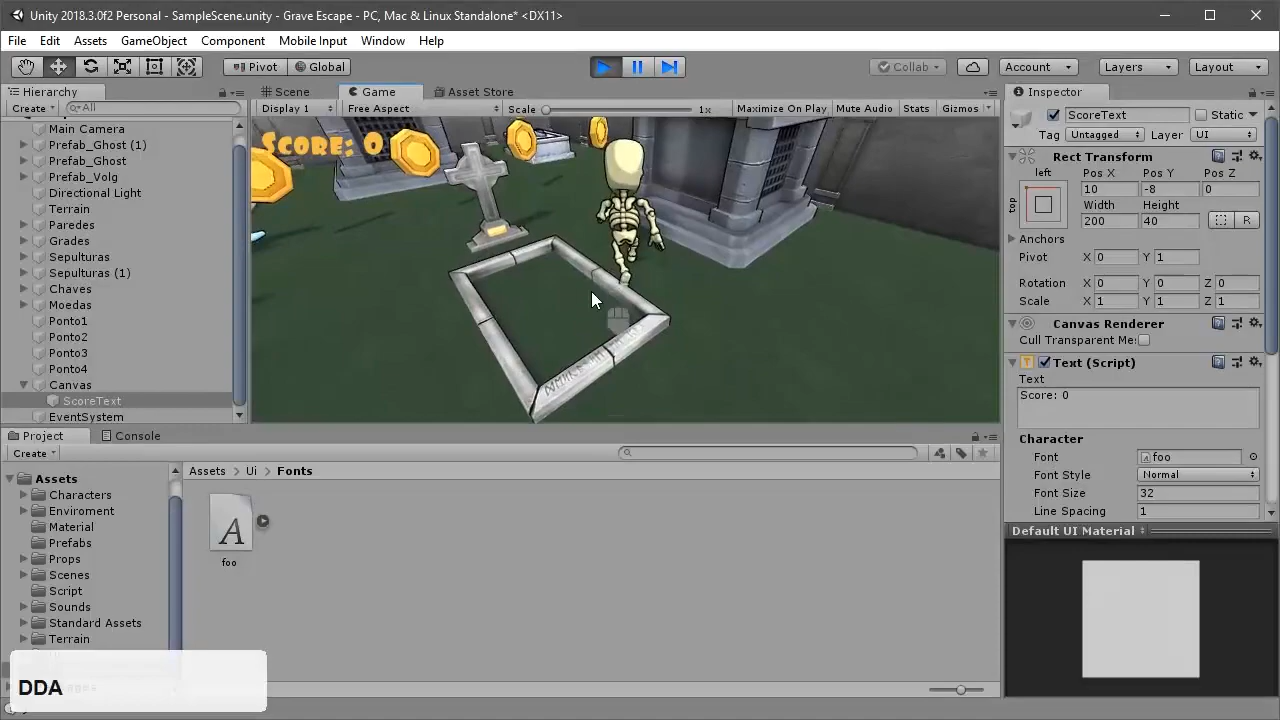 Unity 2018.3.0f2 Personal - SampleScene.unity - Grave Escape - PC, Mac & Linux Standalone* <DX11>
File Edit Assets GameObject Component Mobile Input Window Help
Pivot Global Collab Account Layers Layout
Hierarchy Scene Game Asset Store Inspector
Create All Display 1 Free Aspect Scale 1x Maximize On Play Mute Audio Stats Gizmos
ScoreText Static
Tag Untagged Layer UI
Main Camera
Prefab_Ghost (1)
Prefab_Ghost
Prefab_Volg
Directional Light
Terrain
Paredes
Grades
Sepulturas
Sepulturas (1)
Chaves
Moedas
Ponto1
Ponto2
Ponto3
Ponto4
Canvas
ScoreText
EventSystem
Score: 0
Rect Transform
left Pos X Pos Y Pos Z
top 10 -8 0
Width Height
200 40 R
Anchors
Pivot X 0 Y 1
Rotation X 0 Y 0 Z 0
Scale X 1 Y 1 Z 1
Canvas Renderer
Cull Transparent Me:
Text (Script)
Text
Score: 0
Character
Font foo
Font Style Normal
Font Size 32
Line Spacing 1
Default UI Material
Project Console
Create
Assets
Characters
Enviroment
Material
Prefabs
Props
Scenes
Script
Sounds
Standard Assets
Terrain
Assets Ui Fonts
A
foo
DDA